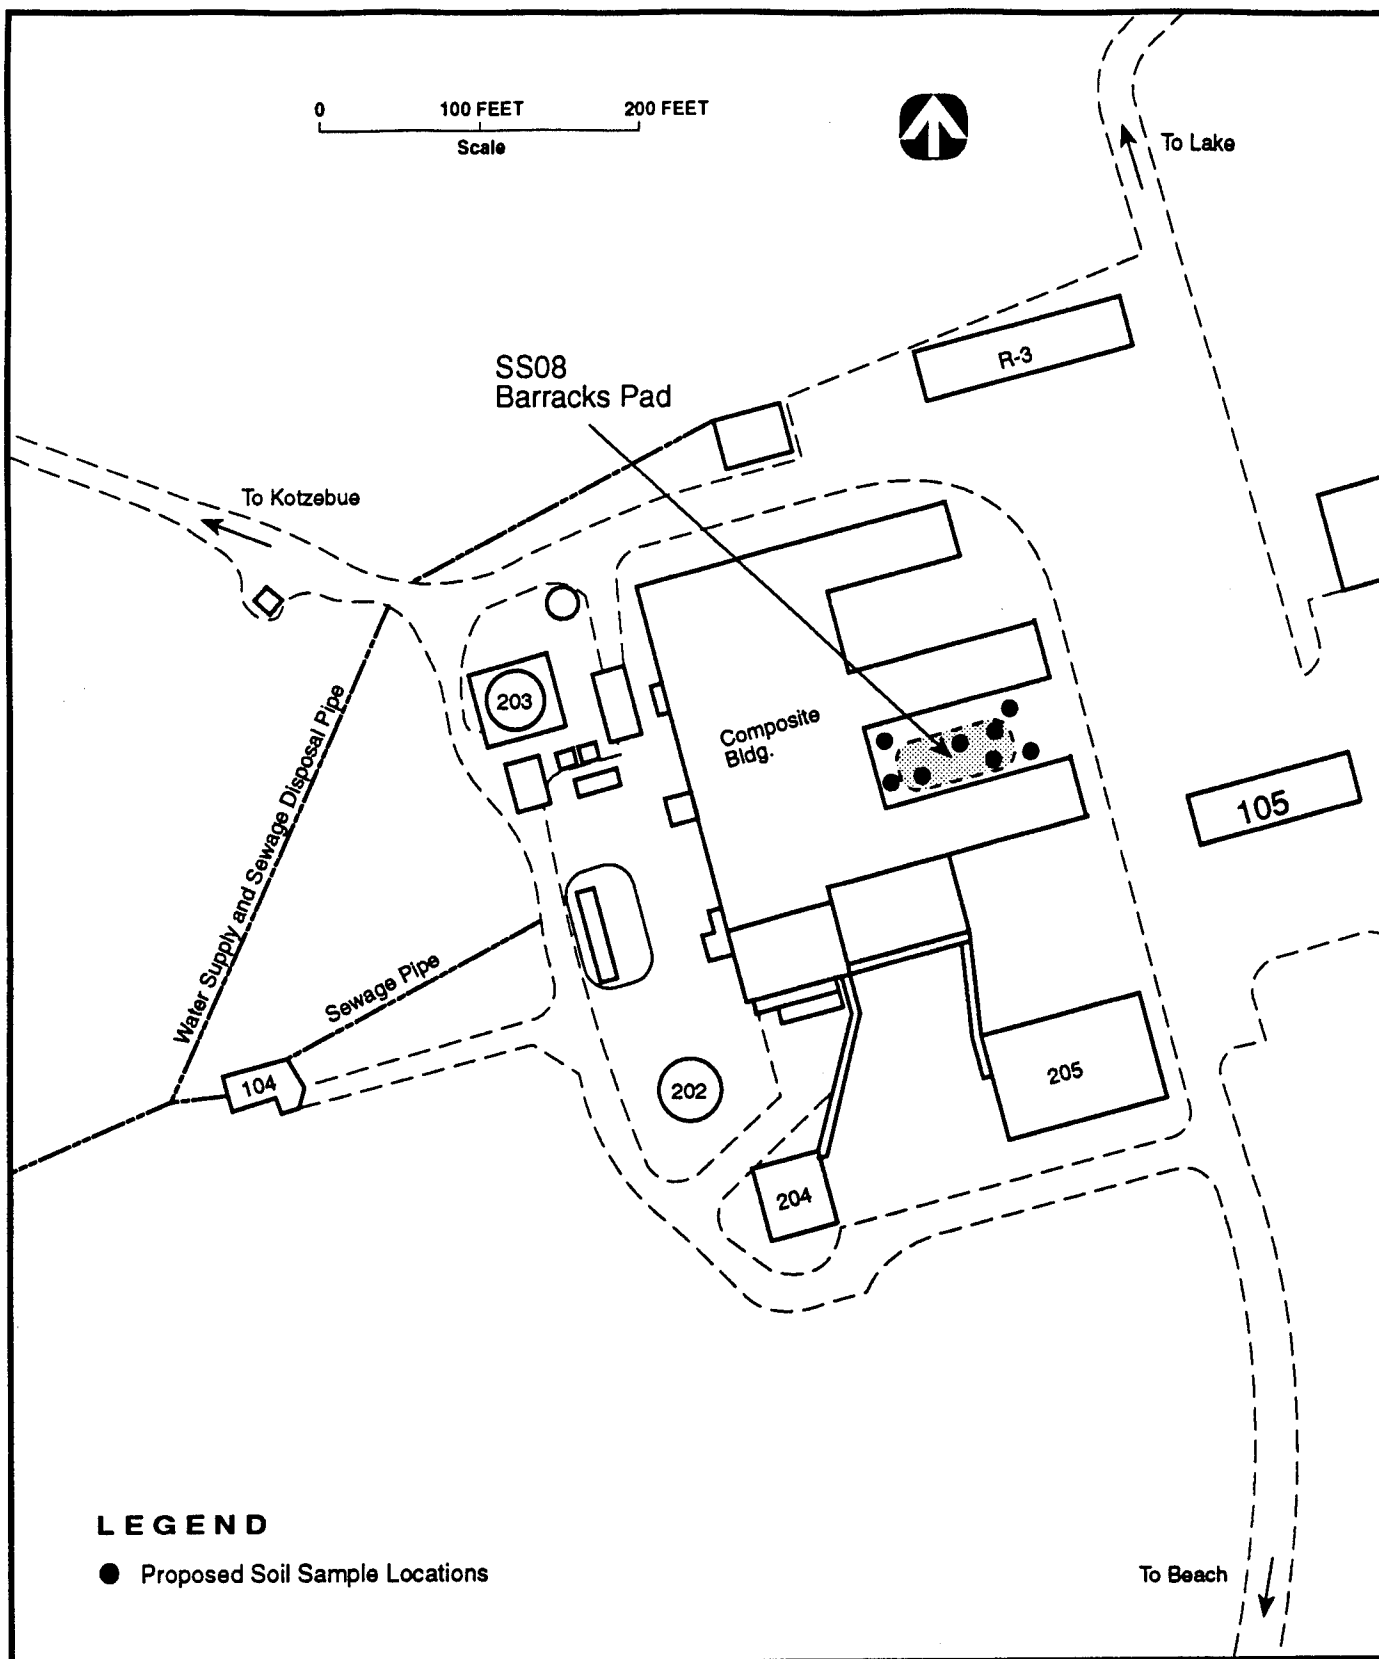 0 100 FEET 200 FEET
Scale
To Lake
R-3
SS08
Barracks Pad
To Kotzebue
203
Composite
Bldg.
105
Water Supply and Sewage Disposal Pipe
Sewage Pipe
104
202
205
204
LEGEND
Proposed Soil Sample Locations
To Beach